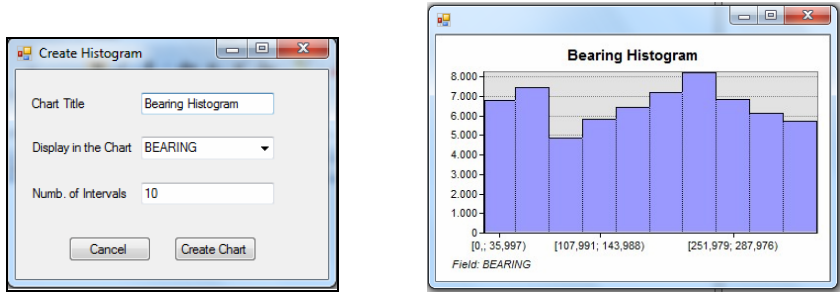 Create Histogram
Chart Title Bearing Histogram
Display in the Chart BEARING
Numb. of Intervals 10
Cancel Create Chart
Bearing Histogram
8.000
7.000
6.000
5.000
4.000
3.000
2.000
1.000
0
[0,; 35,997) [107,991; 143,988) [251,979; 287,976)
Field: BEARING